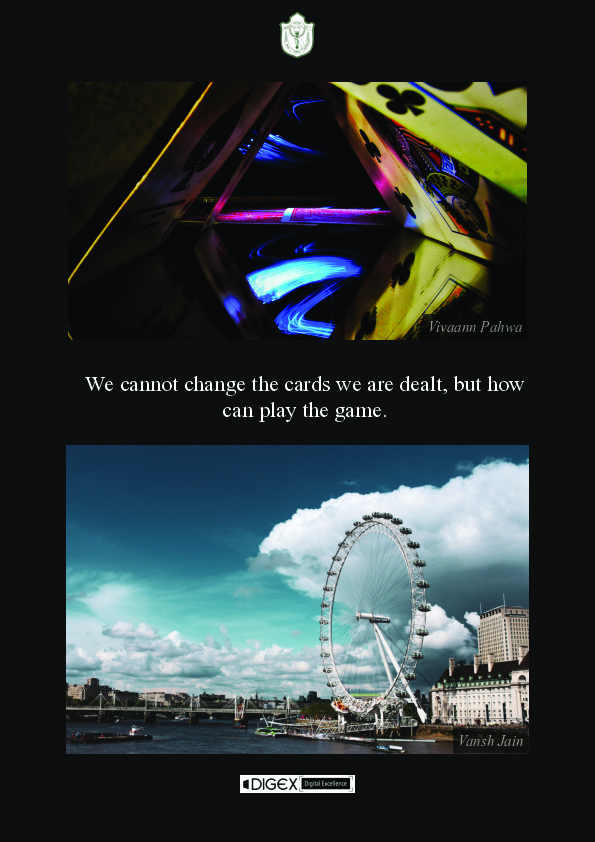 Vivaann Pahwa
We cannot change the cards we are dealt, but how
can play the game.
Vansh Jain
DIGEX Digital Excellence